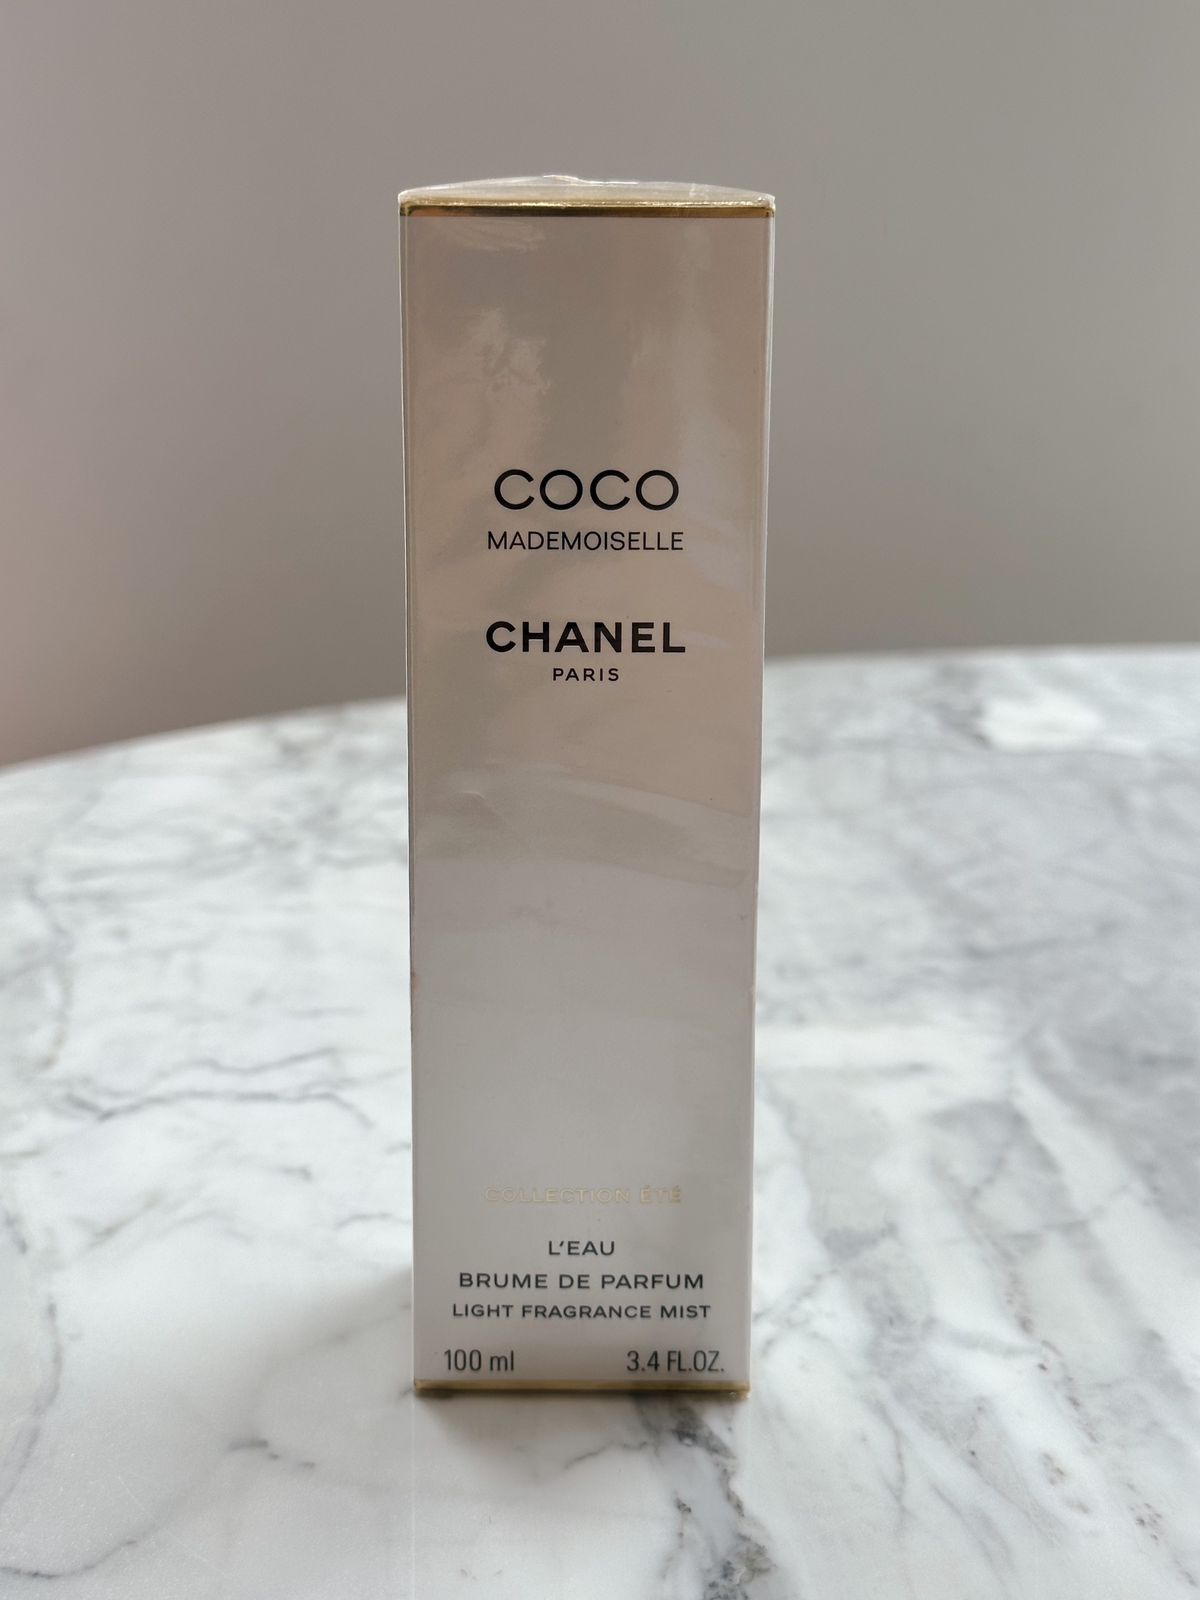 COCO
MADEMOISELLE
CHANEL
PARIS
COLLECTION ÉTÉ
L'EAU
BRUME DE PARFUM
LIGHT FRAGRANCE MIST
100 ml 3.4 FL.OZ.